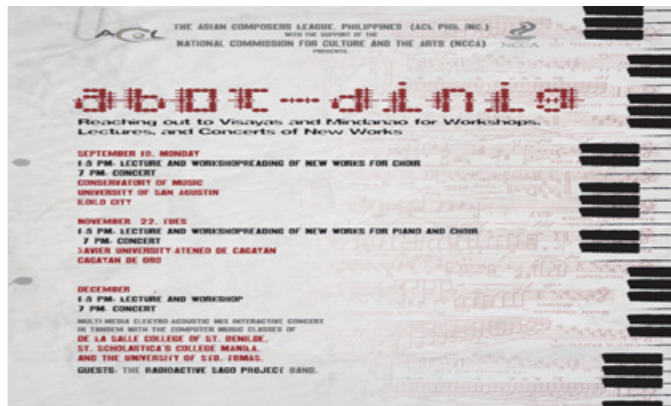 ACL
THE ASIAN COMPOSERS LEAGUE, PHILIPPINES (ACL PHIL INC.)
WITH THE SUPPORT OF THE
NATIONAL COMMISSION FOR CULTURE AND THE ARTS (NCCA)
PRESENTS:
NCCA
abot-dinig
Reaching out to Visayas and Mindanao for Workshops,
Lectures, and Concerts of New Works
SEPTEMBER 10, MONDAY
1-5 PM- LECTURE AND WORKSHOPREADING OF NEW WORKS FOR CHOIR
7 PM- CONCERT
CONSERVATORY OF MUSIC
UNIVERSITY OF SAN AGUSTIN
ILOILO CITY
NOVEMBER 22, TUES
1-5 PM- LECTURE AND WORKSHOPREADING OF NEW WORKS FOR PIANO AND CHOIR
7 PM- CONCERT
XAVIER UNIVERSITY-ATENEO DE CAGAYAN
CAGAYAN DE ORO
DECEMBER
1-5 PM- LECTURE AND WORKSHOP
7 PM- CONCERT
MULTI-MEDIA ELECTRO-ACOUSTIC MIX INTERACTIVE CONCERT
IN TANDEM WITH THE COMPUTER MUSIC CLASSES OF
DE LA SALLE COLLEGE OF ST. BENILDE,
ST. SCHOLASTICA'S COLLEGE MANILA,
AND THE UNIVERSITY OF STO. TOMAS.
GUESTS- THE RADIOACTIVE SAGO PROJECT BAND.